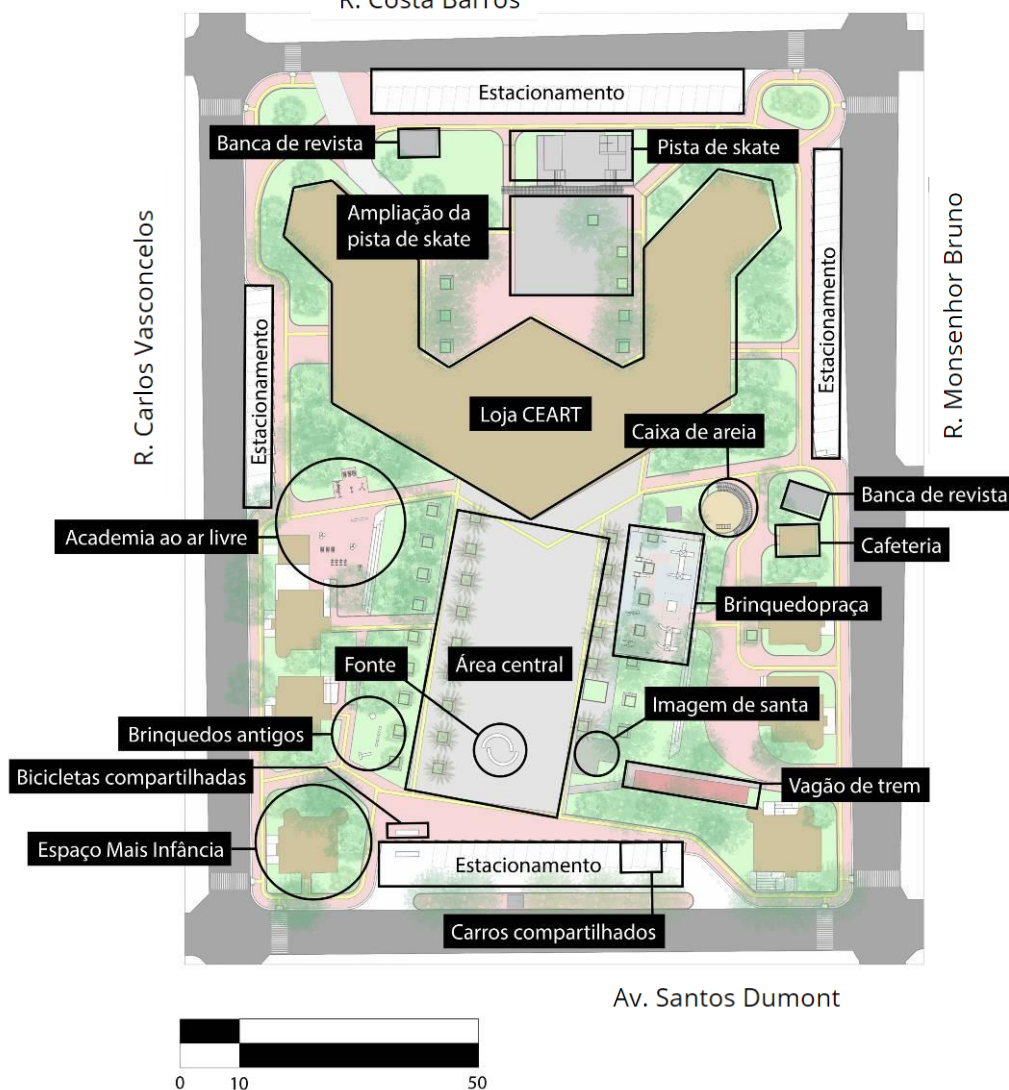 R. Costa Barros
Estacionamento
Banca de revista
Pista de skate
Ampliação da
pista de skate
R. Carlos Vasconcelos
R. Monsenhor Bruno
Estacionamento
Estacionamento
Loja CEART
Caixa de areia
Banca de revista
Academia ao ar livre
Cafeteria
Brinquedopraça
Fonte
Área central
Imagem de santa
Brinquedos antigos
Bicicletas compartilhadas
Vagão de trem
Espaço Mais Infância
Estacionamento
Carros compartilhados
Av. Santos Dumont
0 10 50